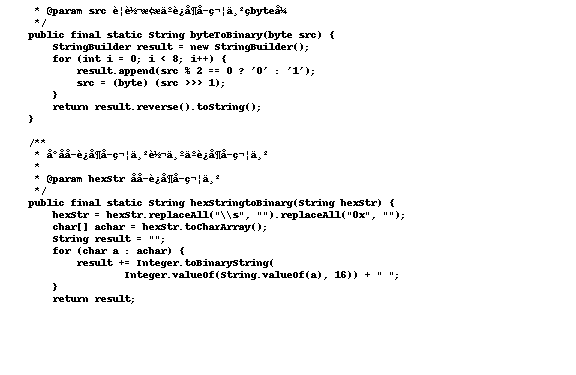 * @param src è¦è½¬æ¢æäºè¿å¶å­ç¬¦ä¸²çbyteå¼
*/
public final static String byteToBinary(byte src) {
StringBuilder result = new StringBuilder();
for (int i = 0; i < 8; i++) {
result.append(src % 2 == 0 ? '0' : '1');
src = (byte) (src >>> 1);
}
return result.reverse().toString();
}
/**
* å°åå­è¿å¶å­ç¬¦ä¸²è½¬ä¸ºäºè¿å¶å­ç¬¦ä¸²
*
* @param hexStr åå­è¿å¶å­ç¬¦ä¸²
*/
public final static String hexStringtoBinary(String hexStr) {
hexStr = hexStr.replaceAll("\\s", "").replaceAll("0x", "");
char[] achar = hexStr.toCharArray();
String result = "";
for (char a : achar) {
result += Integer.toBinaryString(
Integer.valueOf(String.valueOf(a), 16)) + " ";
}
return result;